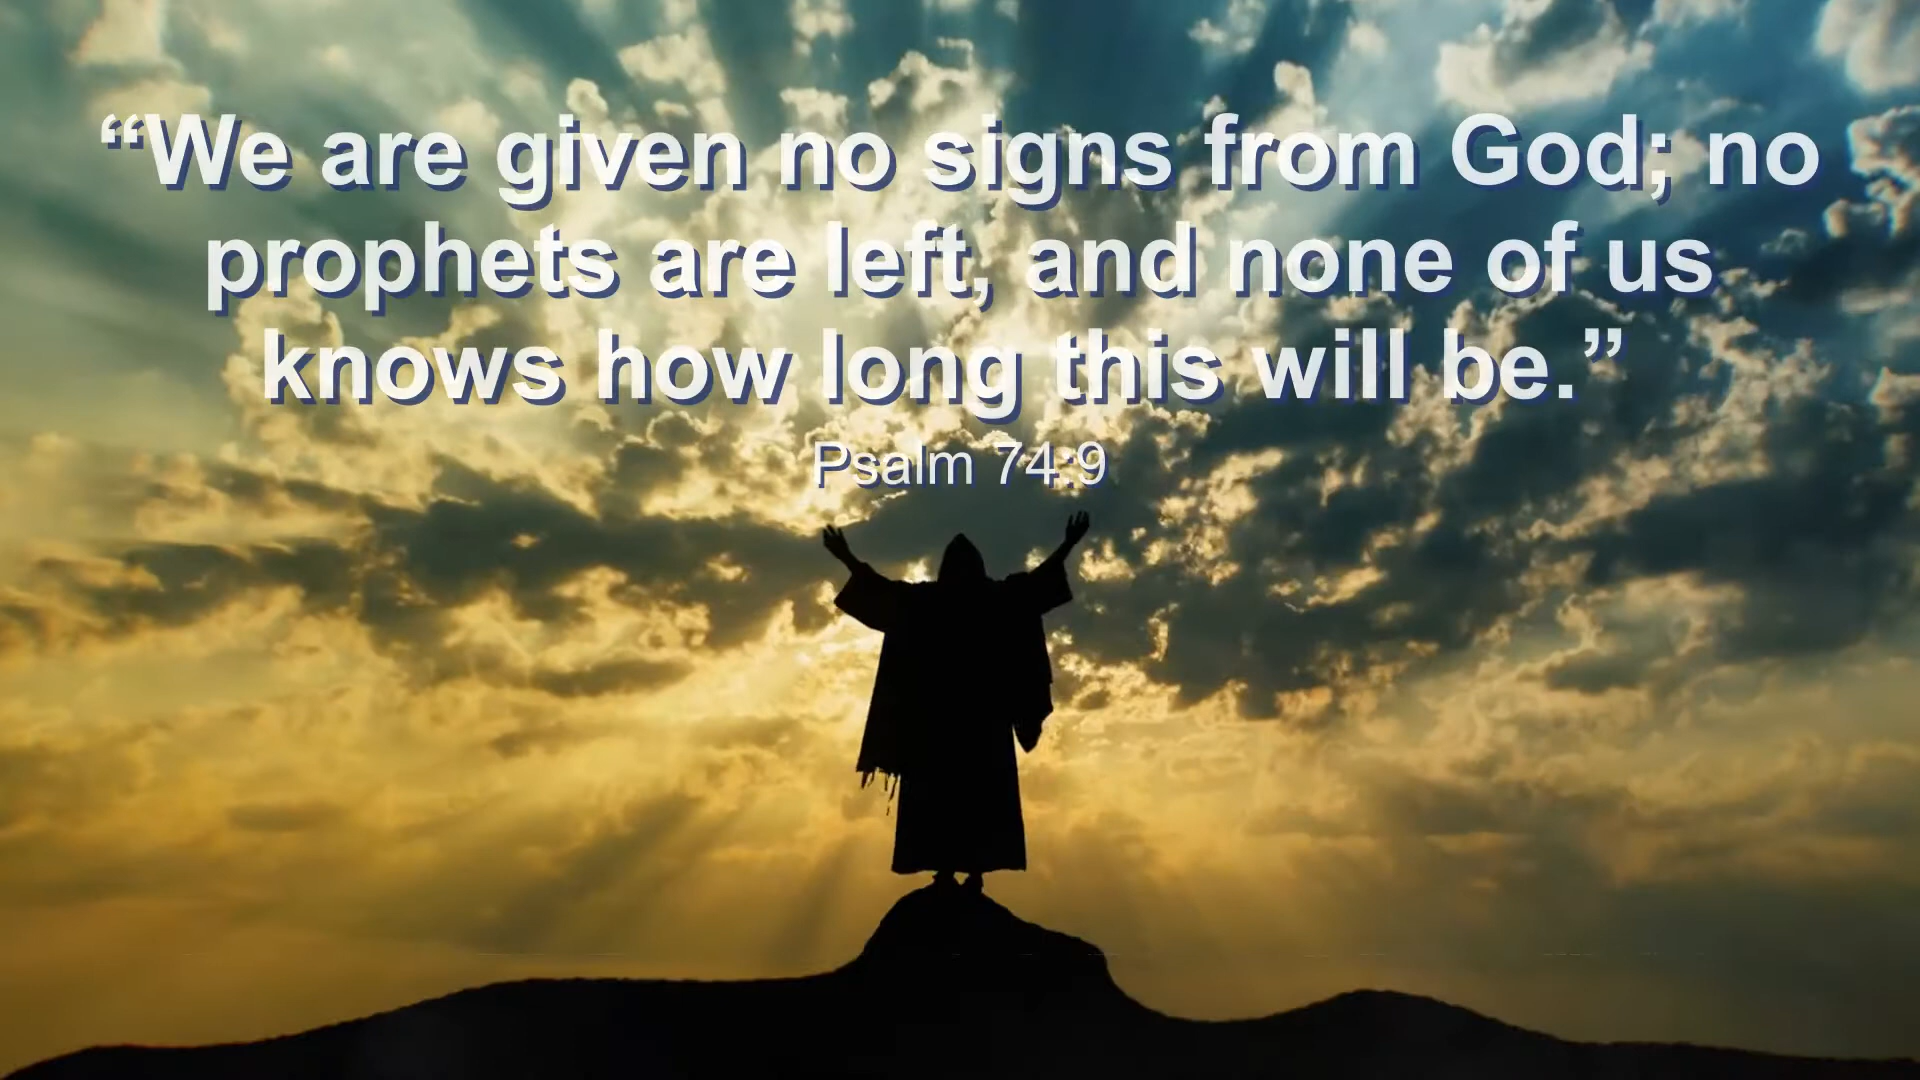 “We are given no signs from God; no
prophets are left, and none of us
knows how long this will be.”
Psalm 74:9